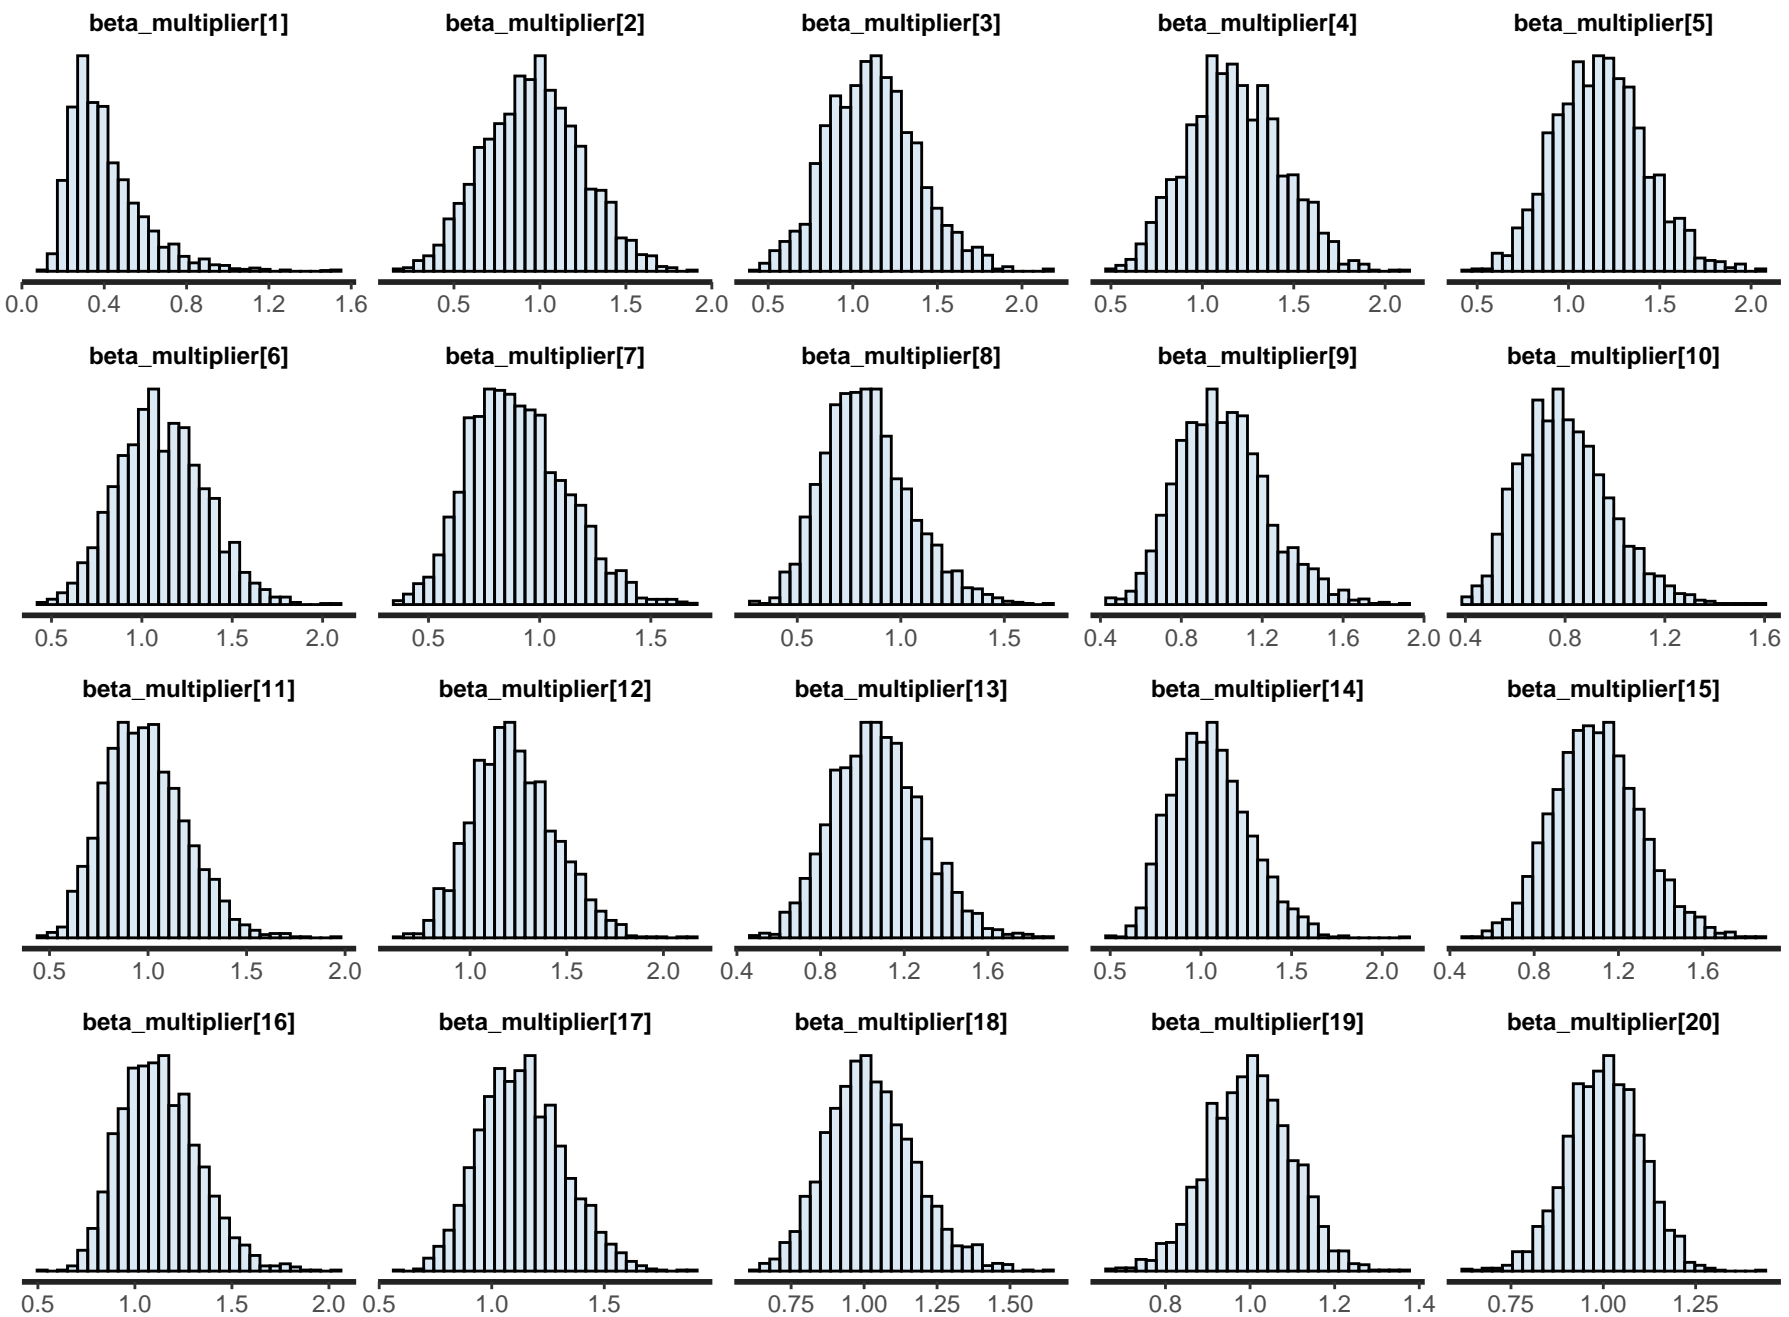 beta_multiplier[1] beta_multiplier[2] beta_multiplier[3] beta_multiplier[4] beta_multiplier[5]
0.0 0.4 0.8 1.2 1.6 0.5 1.0 1.5 2.0 0.5 1.0 1.5 2.0 0.5 1.0 1.5 2.0 0.5 1.0 1.5 2.0
beta_multiplier[6] beta_multiplier[7] beta_multiplier[8] beta_multiplier[9] beta_multiplier[10]
0.5 1.0 1.5 2.0 0.5 1.0 1.5 0.5 1.0 1.5 0.4 0.8 1.2 1.6 2.0 0.4 0.8 1.2 1.6
beta_multiplier[11] beta_multiplier[12] beta_multiplier[13] beta_multiplier[14] beta_multiplier[15]
0.5 1.0 1.5 2.0 1.0 1.5 2.0 0.4 0.8 1.2 1.6 0.5 1.0 1.5 2.0 0.4 0.8 1.2 1.6
beta_multiplier[16] beta_multiplier[17] beta_multiplier[18] beta_multiplier[19] beta_multiplier[20]
0.5 1.0 1.5 2.0 0.5 1.0 1.5 0.75 1.00 1.25 1.50 0.8 1.0 1.2 1.4 0.75 1.00 1.25